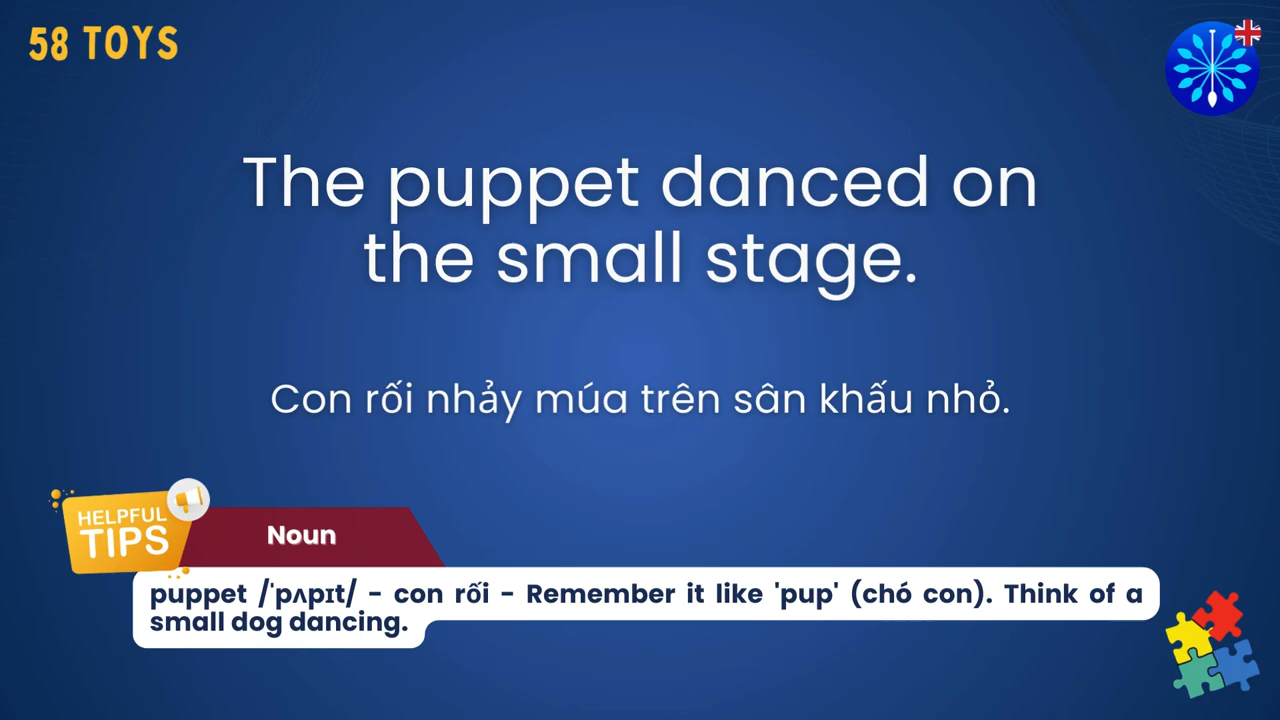 58 TOYS
The puppet danced on
the small stage.
Con rối nhảy múa trên sân khấu nhỏ.
HELPFUL
TIPS
Noun
puppet /ˈpʌpɪt/ - con rối - Remember it like 'pup' (chó con). Think of a
small dog dancing.